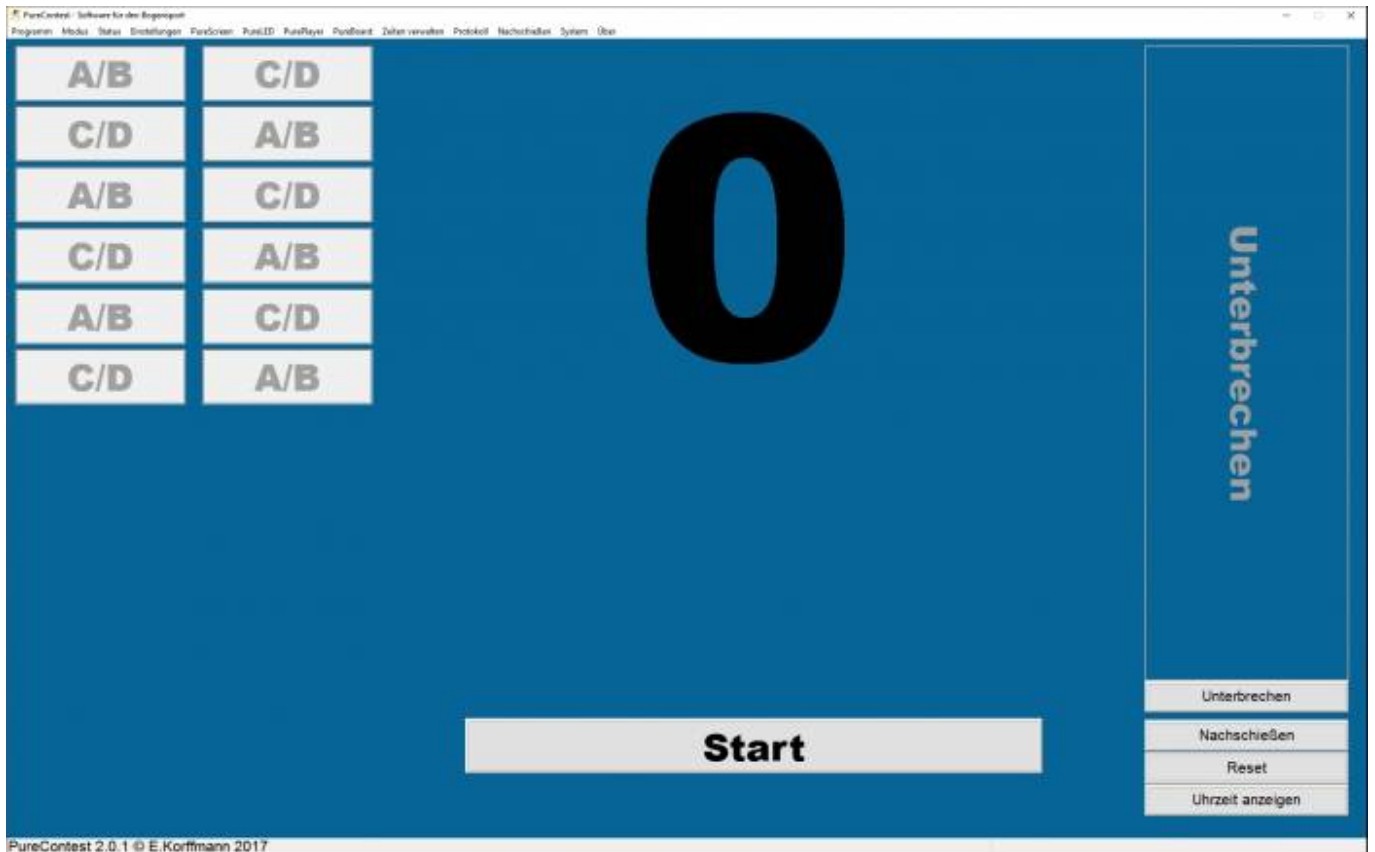 PureContest - Software für den Bogensport
Programm Modus Status Einstellungen PureScreen PureLED PurePlayer PureBoard Zeiten verwalten Protokoll Nachschießen System Über
A/B C/D
C/D A/B
A/B C/D
C/D A/B
A/B C/D
C/D A/B
0
Unterbrechen
Unterbrechen
Start
Nachschießen
Reset
Uhrzeit anzeigen
PureContest 2.0.1 © E.Korffmann 2017